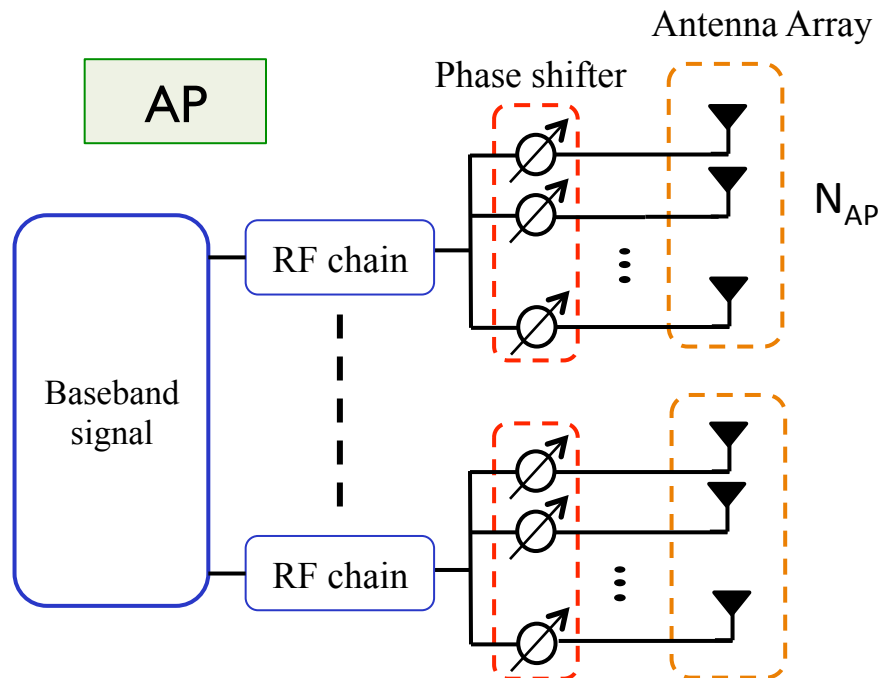 Antenna Array
Phase shifter
AP
N_AP
RF chain
Baseband
signal
RF chain